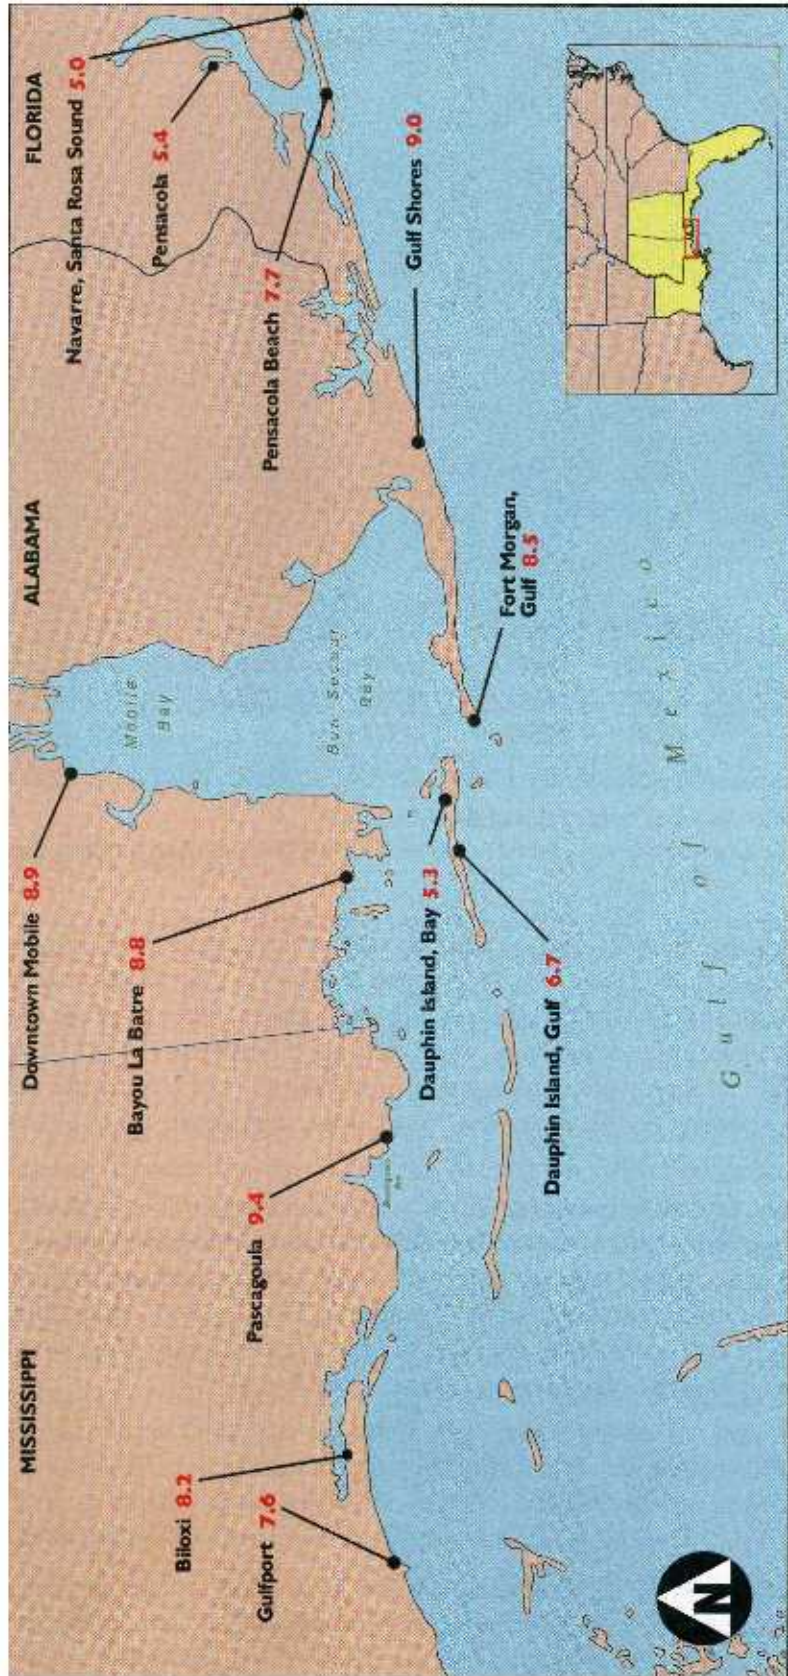 MISSISSIPPI
ALABAMA
FLORIDA
Biloxi 8.2
Gulfport 7.6
Pascagoula 9.4
Bayou La Batre 8.8
Downtown Mobile 8.9
Mobile
Bay
Bon Secour
Bay
Navarre, Santa Rosa Sound 5.0
Pensacola 5.4
Pensacola Beach 7.7
Gulf Shores 9.0
Fort Morgan,
Gulf 8.5
Dauphin Island, Bay 5.3
Dauphin Island, Gulf 6.7
Gulf of Mexico
N